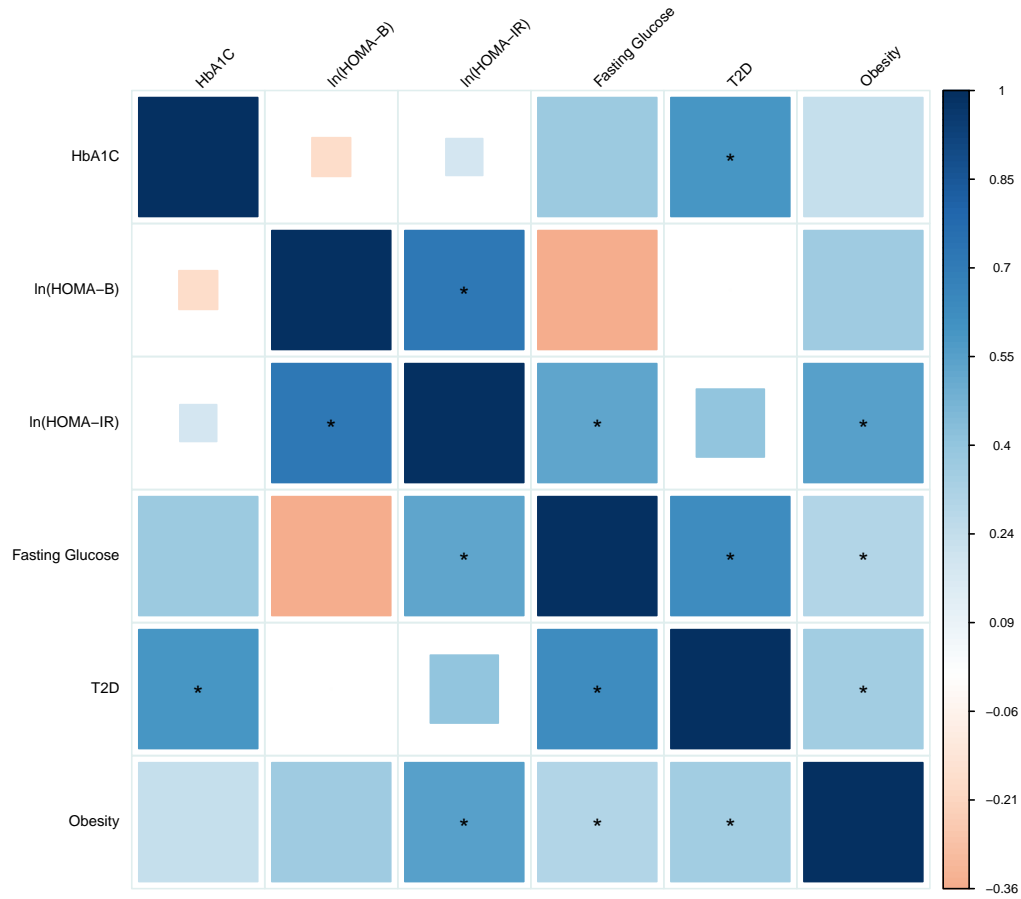 HbA1C
ln(HOMA−B)
ln(HOMA−IR)
Fasting Glucose
T2D
Obesity
1
HbA1C
*
0.85
ln(HOMA−B)
*
0.7
0.55
ln(HOMA−IR)
* * *
0.4
0.24
Fasting Glucose
* * *
0.09
T2D
* * *
−0.06
−0.21
Obesity
* * *
−0.36